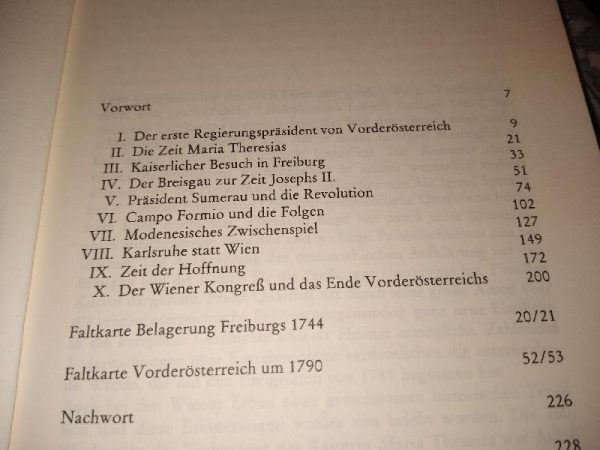 Vorwort 7
I. Der erste Regierungspräsident von Vorderösterreich 9
II. Die Zeit Maria Theresias 21
III. Kaiserlicher Besuch in Freiburg 33
IV. Der Breisgau zur Zeit Josephs II. 51
V. Präsident Sumerau und die Revolution 74
VI. Campo Formio und die Folgen 102
VII. Modenesisches Zwischenspiel 127
VIII. Karlsruhe statt Wien 149
IX. Zeit der Hoffnung 172
X. Der Wiener Kongreß und das Ende Vorderösterreichs 200
Faltkarte Belagerung Freiburgs 1744 20/21
Faltkarte Vorderösterreich um 1790 52/53
Nachwort 226
228